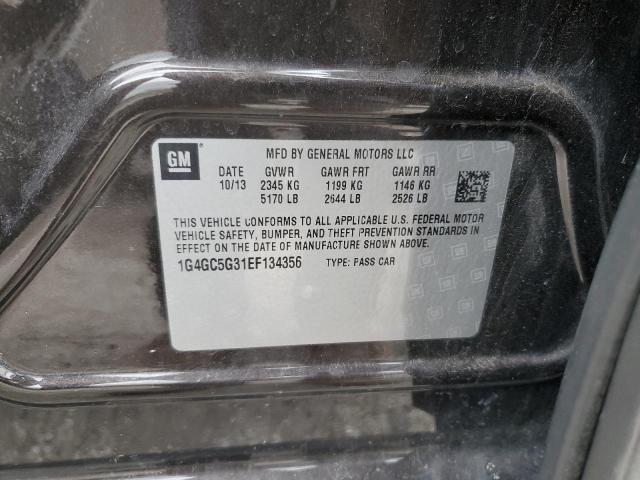 GM
MFD BY GENERAL MOTORS LLC
DATE GVWR GAWR FRT GAWR RR
10/13 2345 KG 1199 KG 1146 KG
5170 LB 2644 LB 2526 LB
THIS VEHICLE CONFORMS TO ALL APPLICABLE U.S. FEDERAL MOTOR
VEHICLE SAFETY, BUMPER, AND THEFT PREVENTION STANDARDS IN
EFFECT ON THE DATE OF MANUFACTURE SHOWN ABOVE.
1G4GC5G31EF134356 TYPE: PASS CAR